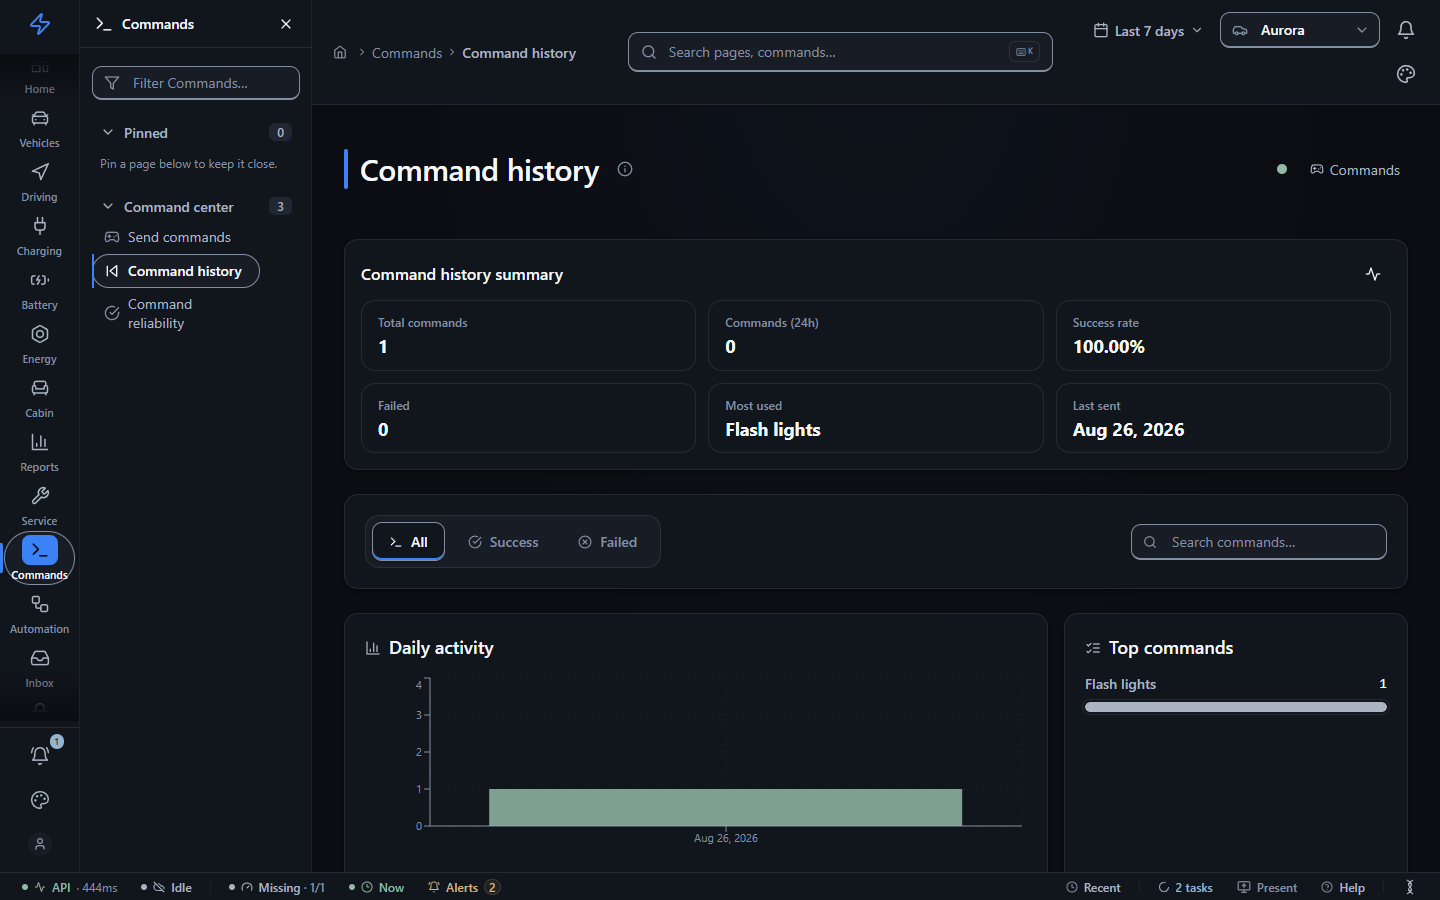 Home
Vehicles
Driving
Charging
Battery
Energy
Cabin
Reports
Service
Commands
Automation
Inbox
1
Commands
Filter Commands...
Pinned
0
Pin a page below to keep it close.
Command center
3
Send commands
Command history
Command
reliability
Commands
Command history
Search pages, commands...
K
Last 7 days
Aurora
Command history
Commands
Command history summary
Total commands
1
Commands (24h)
0
Success rate
100.00%
Failed
0
Most used
Flash lights
Last sent
Aug 26, 2026
All
Success
Failed
Search commands...
Daily activity
4
3
2
1
0
Aug 26, 2026
Top commands
Flash lights
1
API · 444ms
Idle
Missing · 1/1
Now
Alerts 2
Recent
2 tasks
Present
Help